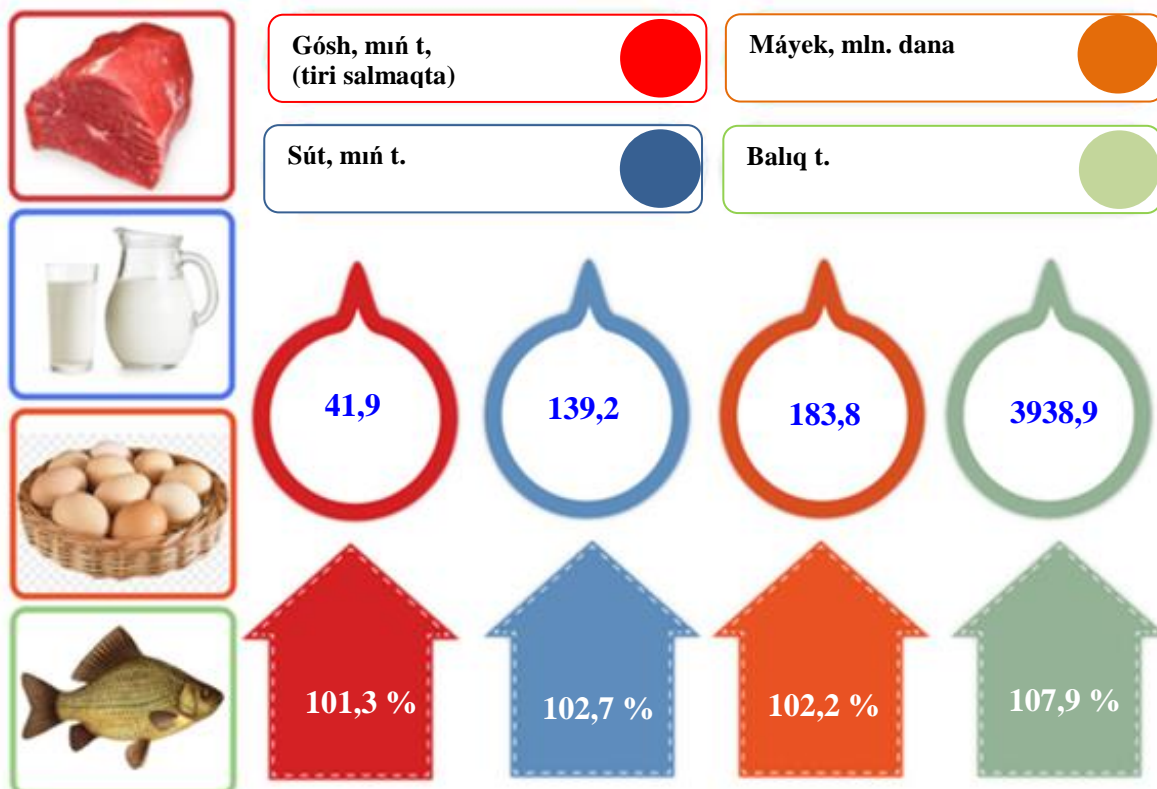 Gósh, mıń t,
(tiri salmaqta)
Máyek, mln. dana
Sút, mıń t.
Balıq t.
41,9
139,2
183,8
3938,9
101,3 %
102,7 %
102,2 %
107,9 %